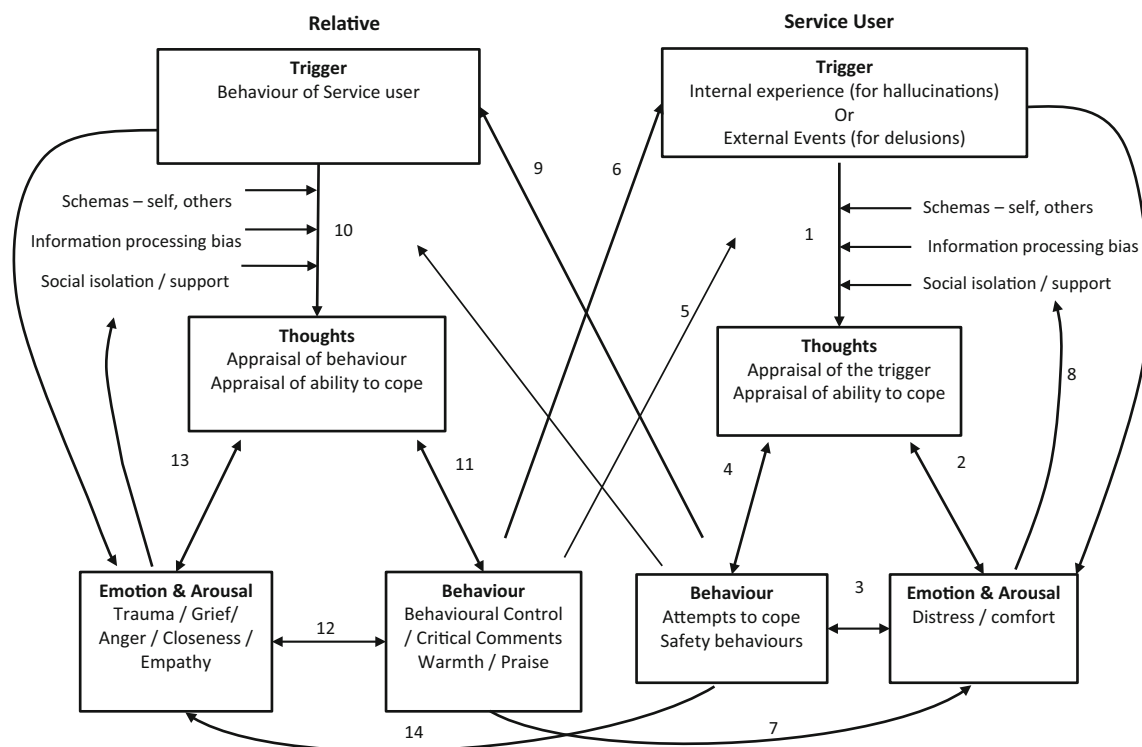 Relative
Service User
Trigger
Behaviour of Service user
Trigger
Internal experience (for hallucinations)
Or
External Events (for delusions)
9
6
Schemas – self, others
Information processing bias
Social isolation / support
10
1
Schemas – self, others
Information processing bias
Social isolation / support
5
Thoughts
Appraisal of behaviour
Appraisal of ability to cope
Thoughts
Appraisal of the trigger
Appraisal of ability to cope
8
13
11
4
2
Emotion & Arousal
Trauma / Grief/
Anger / Closeness /
Empathy
12
Behaviour
Behavioural Control
/ Critical Comments
Warmth / Praise
Behaviour
Attempts to cope
Safety behaviours
3
Emotion & Arousal
Distress / comfort
14
7